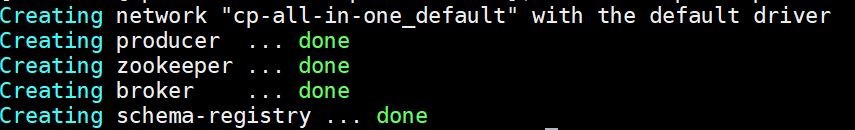 Creating network "cp-all-in-one_default" with the default driver
Creating producer  ... done
Creating zookeeper ... done
Creating broker    ... done
Creating schema-registry ... done